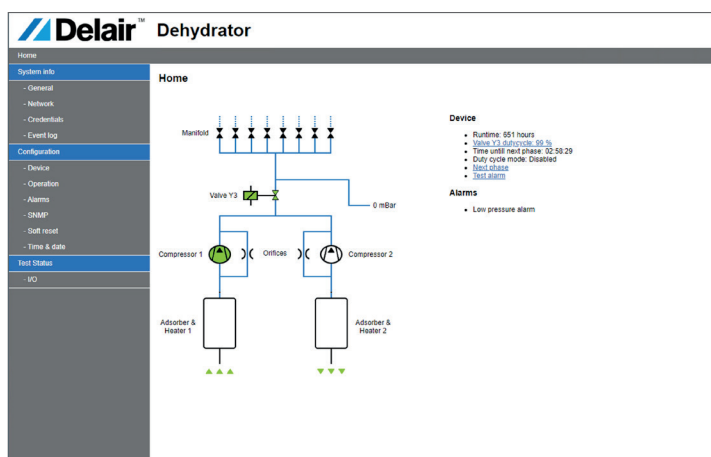 Delair™ Dehydrator
Home
System info
- General
- Network
- Credentials
- Event log
Configuration
- Device
- Operation
- Alarms
- SNMP
- Soft reset
- Time & date
Test Status
- I/O
Home
Manifold
Valve Y3
0 mBar
Compressor 1
Orifices
Compressor 2
Adsorber &
Heater 1
Adsorber &
Heater 2
Device
Runtime: 651 hours
Valve Y3 dutycycle: 99 %
Time untill next phase: 02:58:29
Duty cycle mode: Disabled
Next phase
Test alarm
Alarms
Low pressure alarm